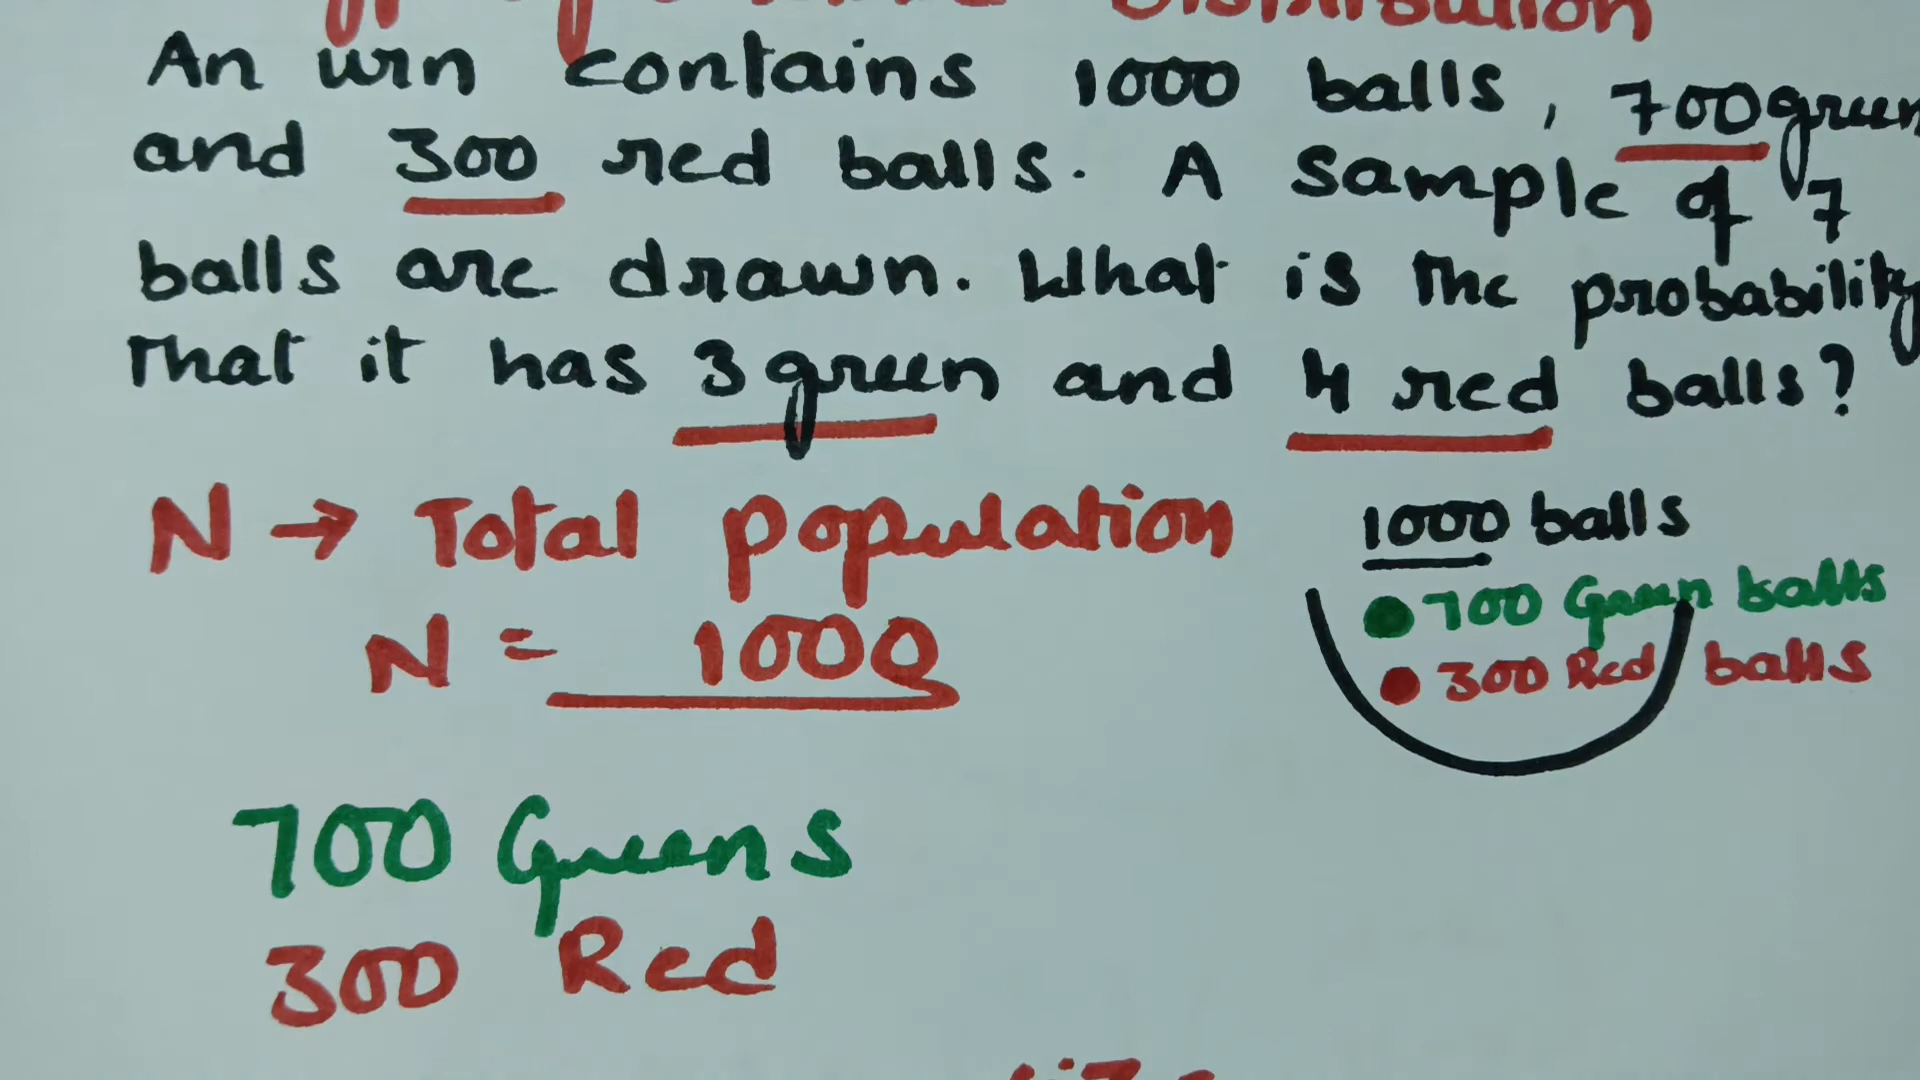 Distribution
An urn contains 1000 balls, 700 green
and 300 red balls. A sample of 7
balls are drawn. What is the probability
that it has 3 green and 4 red balls?
N → Total population
N = 1000
1000 balls
700 Green balls
300 Red balls
700 Greens
300 Red
size